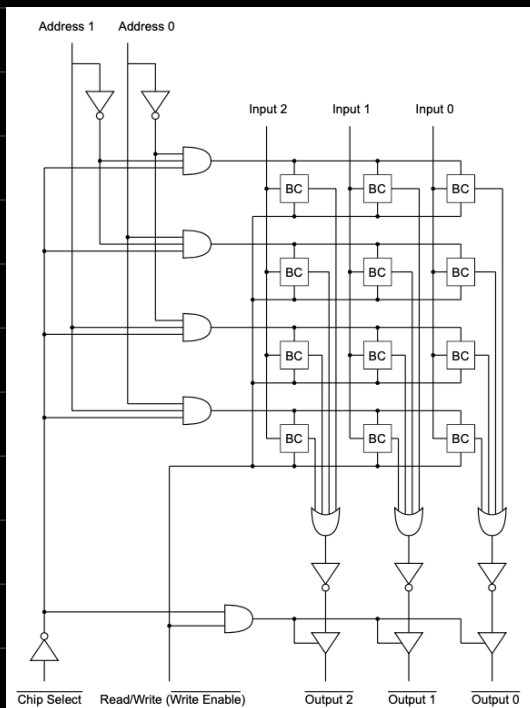 Address 1 Address 0
Input 2 Input 1 Input 0
BC BC BC
BC BC BC
BC BC BC
BC BC BC
Chip Select Read/Write (Write Enable) Output 2 Output 1 Output 0